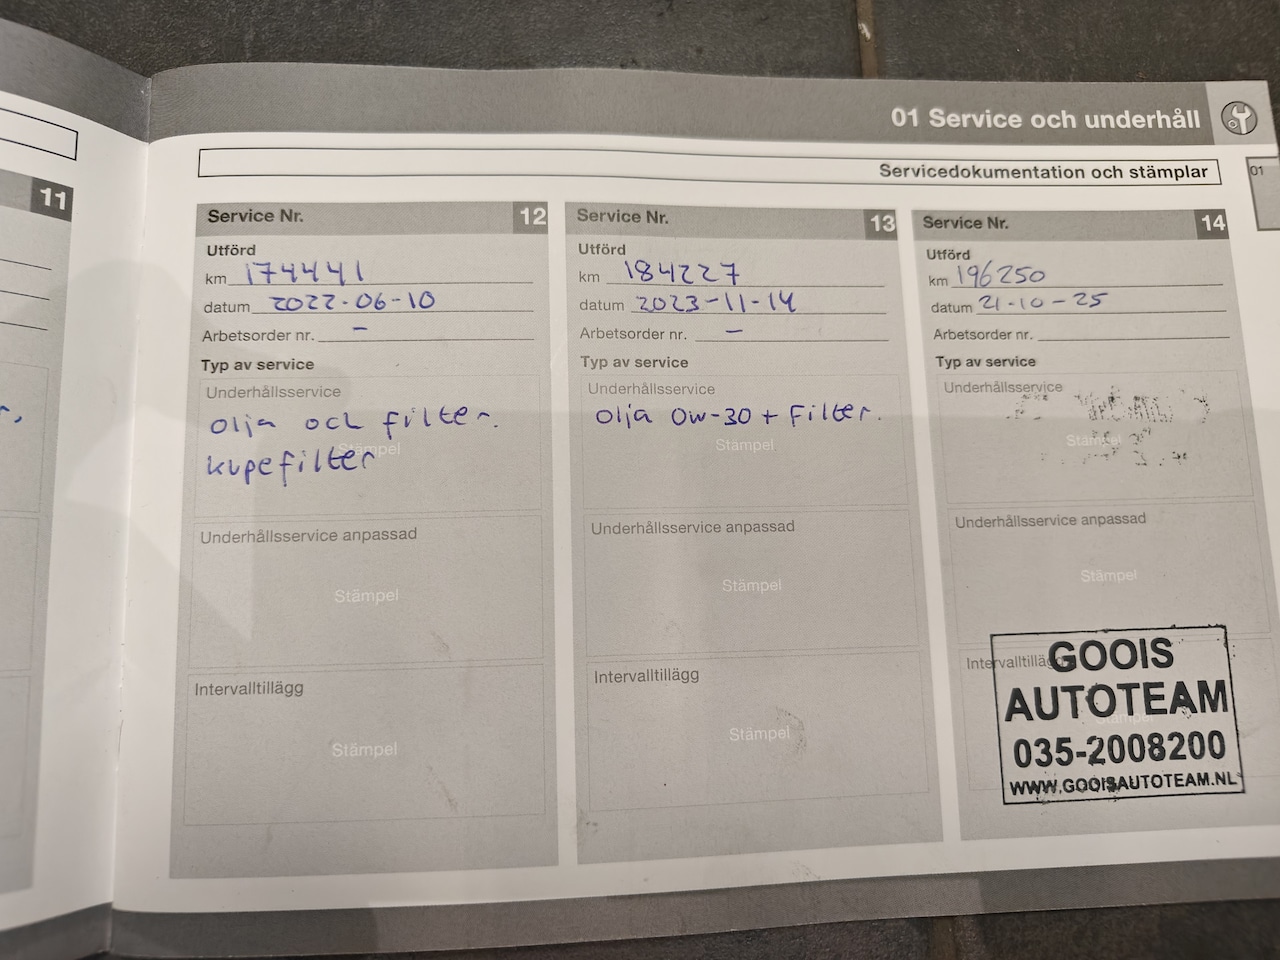 01 Service och underhåll
Servicedokumentation och stämplar
01
11
Service Nr. 12
Utförd
km 174441
datum 2022-06-10
Arbetsorder nr. -
Typ av service
Underhållsservice
olja och filter.
Stämpel
kupefilter
Underhållsservice anpassad
Stämpel
Intervalltillägg
Stämpel
Service Nr. 13
Utförd
km 184227
datum 2023-11-14
Arbetsorder nr. -
Typ av service
Underhållsservice
olja 0w-30 + Filter.
Stämpel
Underhållsservice anpassad
Stämpel
Intervalltillägg
Stämpel
Service Nr. 14
Utförd
km 196250
datum 21-10-25
Arbetsorder nr.
Typ av service
Underhållsservice
Stämpel
Underhållsservice anpassad
Stämpel
Intervalltillägg
Stämpel
GOOIS
AUTOTEAM
035-2008200
WWW.GOOISAUTOTEAM.NL